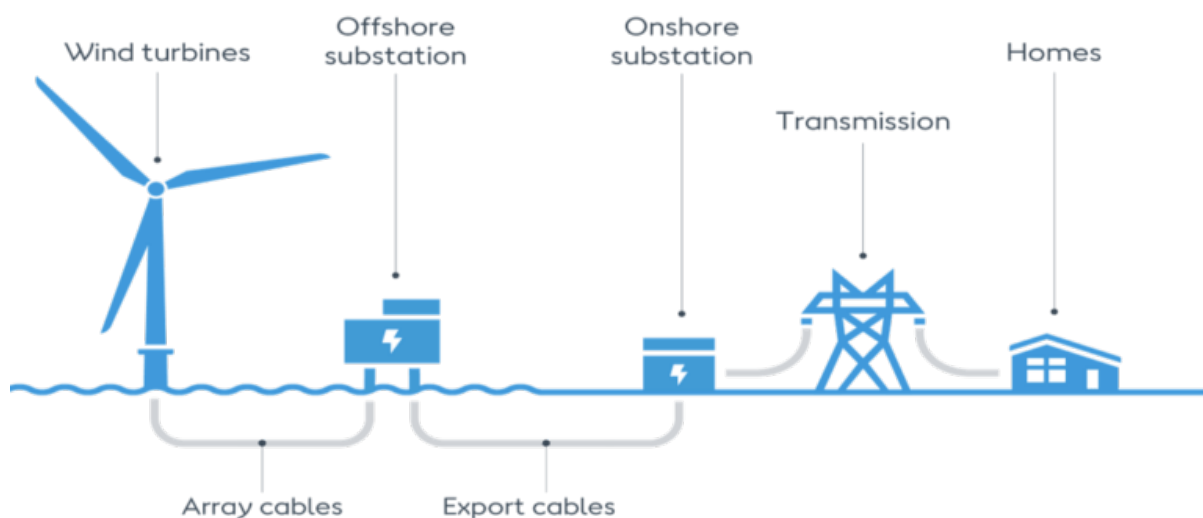 Wind turbines
Offshore
substation
Onshore
substation
Homes
Transmission
Array cables
Export cables